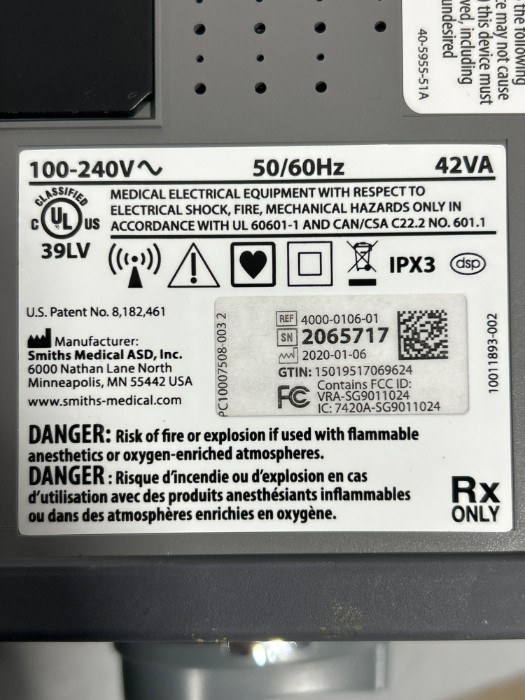 the following
) this device must
ce may not cause
ved, including
undesired
40-5955-51A
100-240V 50/60Hz 42VA
CLASSIFIED
C UL US
39LV
MEDICAL ELECTRICAL EQUIPMENT WITH RESPECT TO
ELECTRICAL SHOCK, FIRE, MECHANICAL HAZARDS ONLY IN
ACCORDANCE WITH UL 60601-1 AND CAN/CSA C22.2 NO. 601.1
IPX3 dsp
U.S. Patent No. 8,182,461
Manufacturer:
Smiths Medical ASD, Inc.
6000 Nathan Lane North
Minneapolis, MN 55442 USA
www.smiths-medical.com
PC10007508-003 2
REF 4000-0106-01
SN 2065717
2020-01-06
GTIN: 15019517069624
FC Contains FCC ID:
VRA-SG9011024
IC: 7420A-SG9011024
10011893-002
DANGER: Risk of fire or explosion if used with flammable
anesthetics or oxygen-enriched atmospheres.
DANGER : Risque d'incendie ou d'explosion en cas
d'utilisation avec des produits anesthésiants inflammables
ou dans des atmosphères enrichies en oxygène.
Rx
ONLY